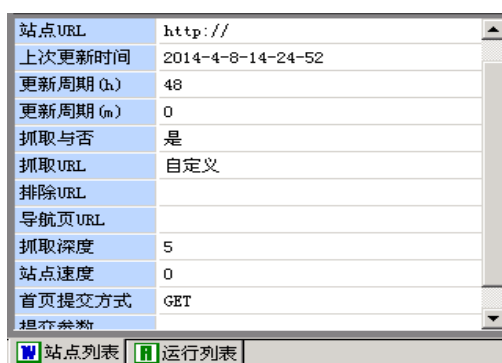 站点URL http://
上次更新时间 2014-4-8-14-24-52
更新周期(h) 48
更新周期(m) 0
抓取与否 是
抓取URL 自定义
排除URL
导航页URL
抓取深度 5
站点速度 0
首页提交方式 GET
提交参数
W 站点列表 A 运行列表